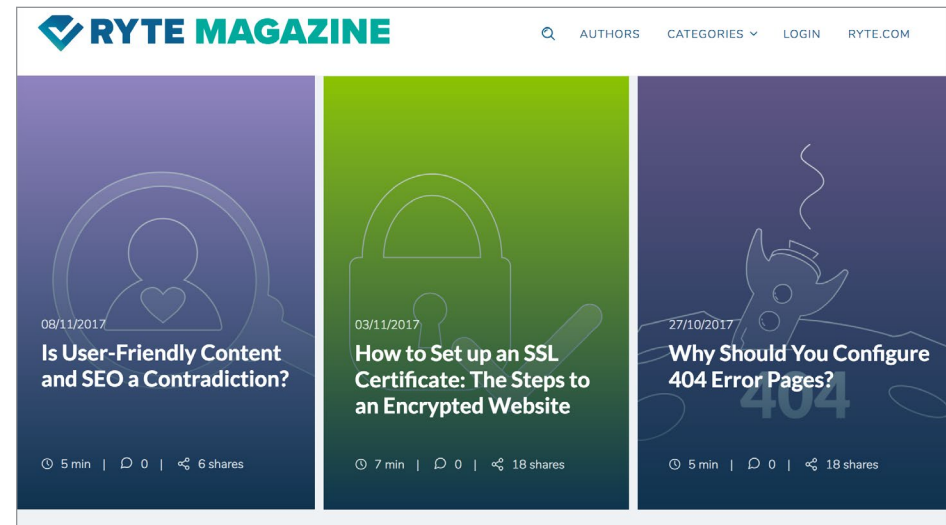 RYTE MAGAZINE
AUTHORS CATEGORIES LOGIN RYTE.COM
08/11/2017
Is User-Friendly Content
and SEO a Contradiction?
5 min | 0 | 6 shares
03/11/2017
How to Set up an SSL
Certificate: The Steps to
an Encrypted Website
7 min | 0 | 18 shares
27/10/2017
Why Should You Configure
404 Error Pages?
404
5 min | 0 | 18 shares